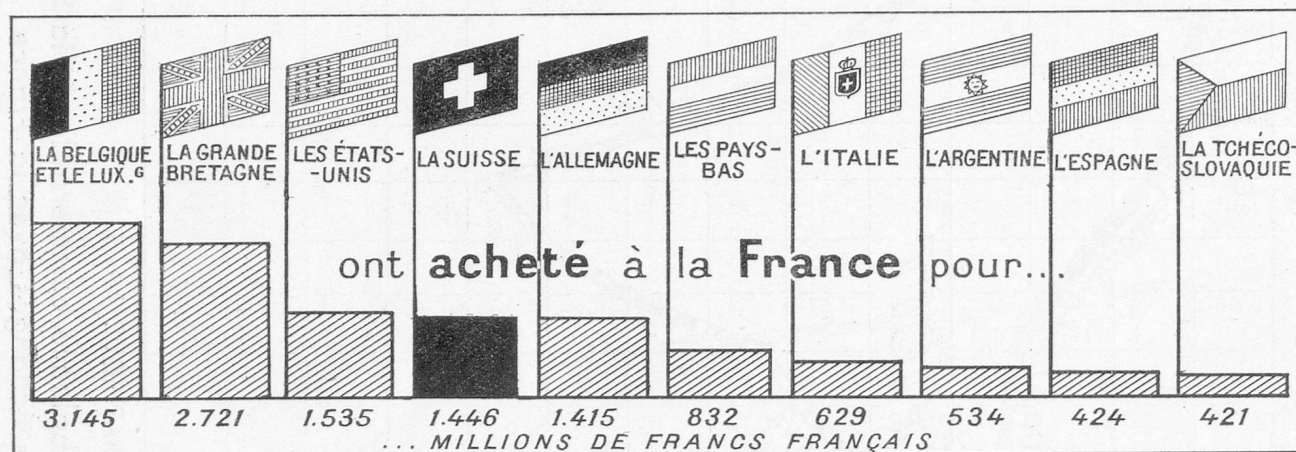 LA BELGIQUE
ET LE LUX.G
LA GRANDE
BRETAGNE
LES ÉTATS-
-UNIS
LA SUISSE
L'ALLEMAGNE
LES PAYS-
BAS
L'ITALIE
L'ARGENTINE
L'ESPAGNE
LA TCHÉCO-
SLOVAQUIE
ont acheté à la France pour...
3.145 2.721 1.535 1.446 1.415 832 629 534 424 421
... MILLIONS DE FRANCS FRANÇAIS